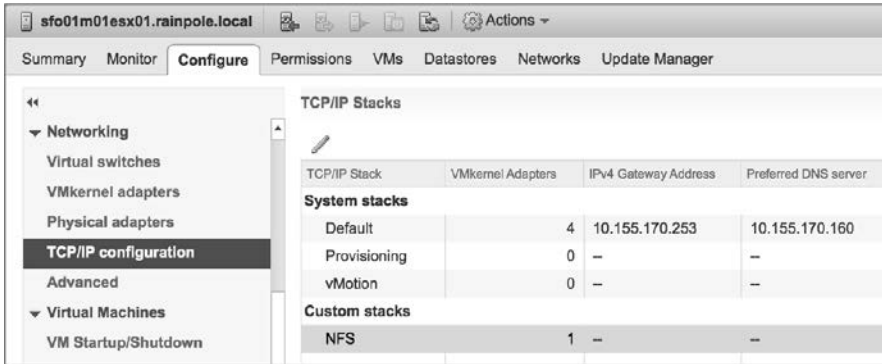 sfo01m01esx01.rainpole.local Actions
Summary Monitor Configure Permissions VMs Datastores Networks Update Manager
Networking
Virtual switches
VMkernel adapters
Physical adapters
TCP/IP configuration
Advanced
Virtual Machines
VM Startup/Shutdown
TCP/IP Stacks
TCP/IP Stack VMkernel Adapters IPv4 Gateway Address Preferred DNS server
System stacks
Default 4 10.155.170.253 10.155.170.160
Provisioning 0 -- --
vMotion 0 -- --
Custom stacks
NFS 1 -- --